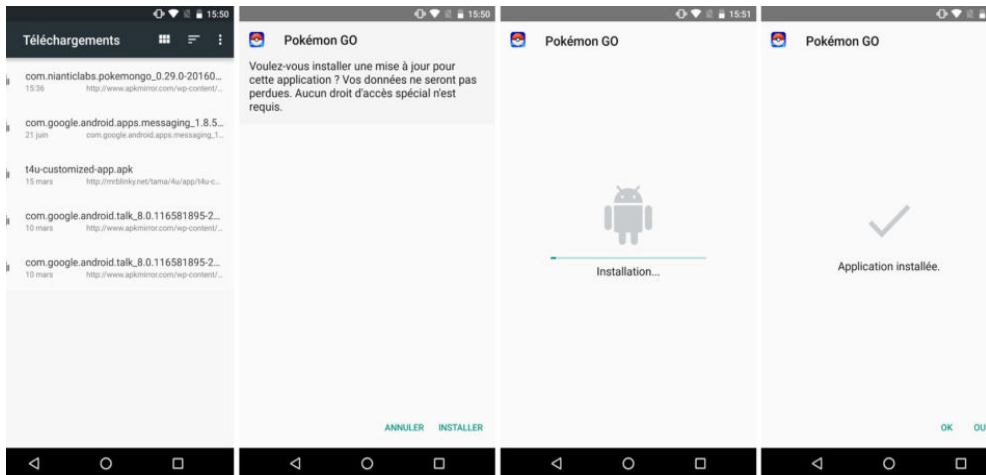 15:50
Téléchargements
com.nianticlabs.pokemongo_0.29.0-20160...
15:36 http://www.apkmirror.com/wp-content/...
com.google.android.apps.messaging_1.8.5...
21 juin com.google.android.apps.messaging_1...
t4u-customized-app.apk
15 mars http://mrblinky.net/tama/4u/app/t4u-c...
com.google.android.talk_8.0.116581895-2...
10 mars http://www.apkmirror.com/wp-content/...
com.google.android.talk_8.0.116581895-2...
10 mars http://www.apkmirror.com/wp-content/...
15:50
Pokémon GO
Voulez-vous installer une mise à jour pour
cette application ? Vos données ne seront pas
perdues. Aucun droit d'accès spécial n'est
requis.
ANNULER INSTALLER
15:51
Pokémon GO
Installation...
Pokémon GO
Application installée.
OK OU